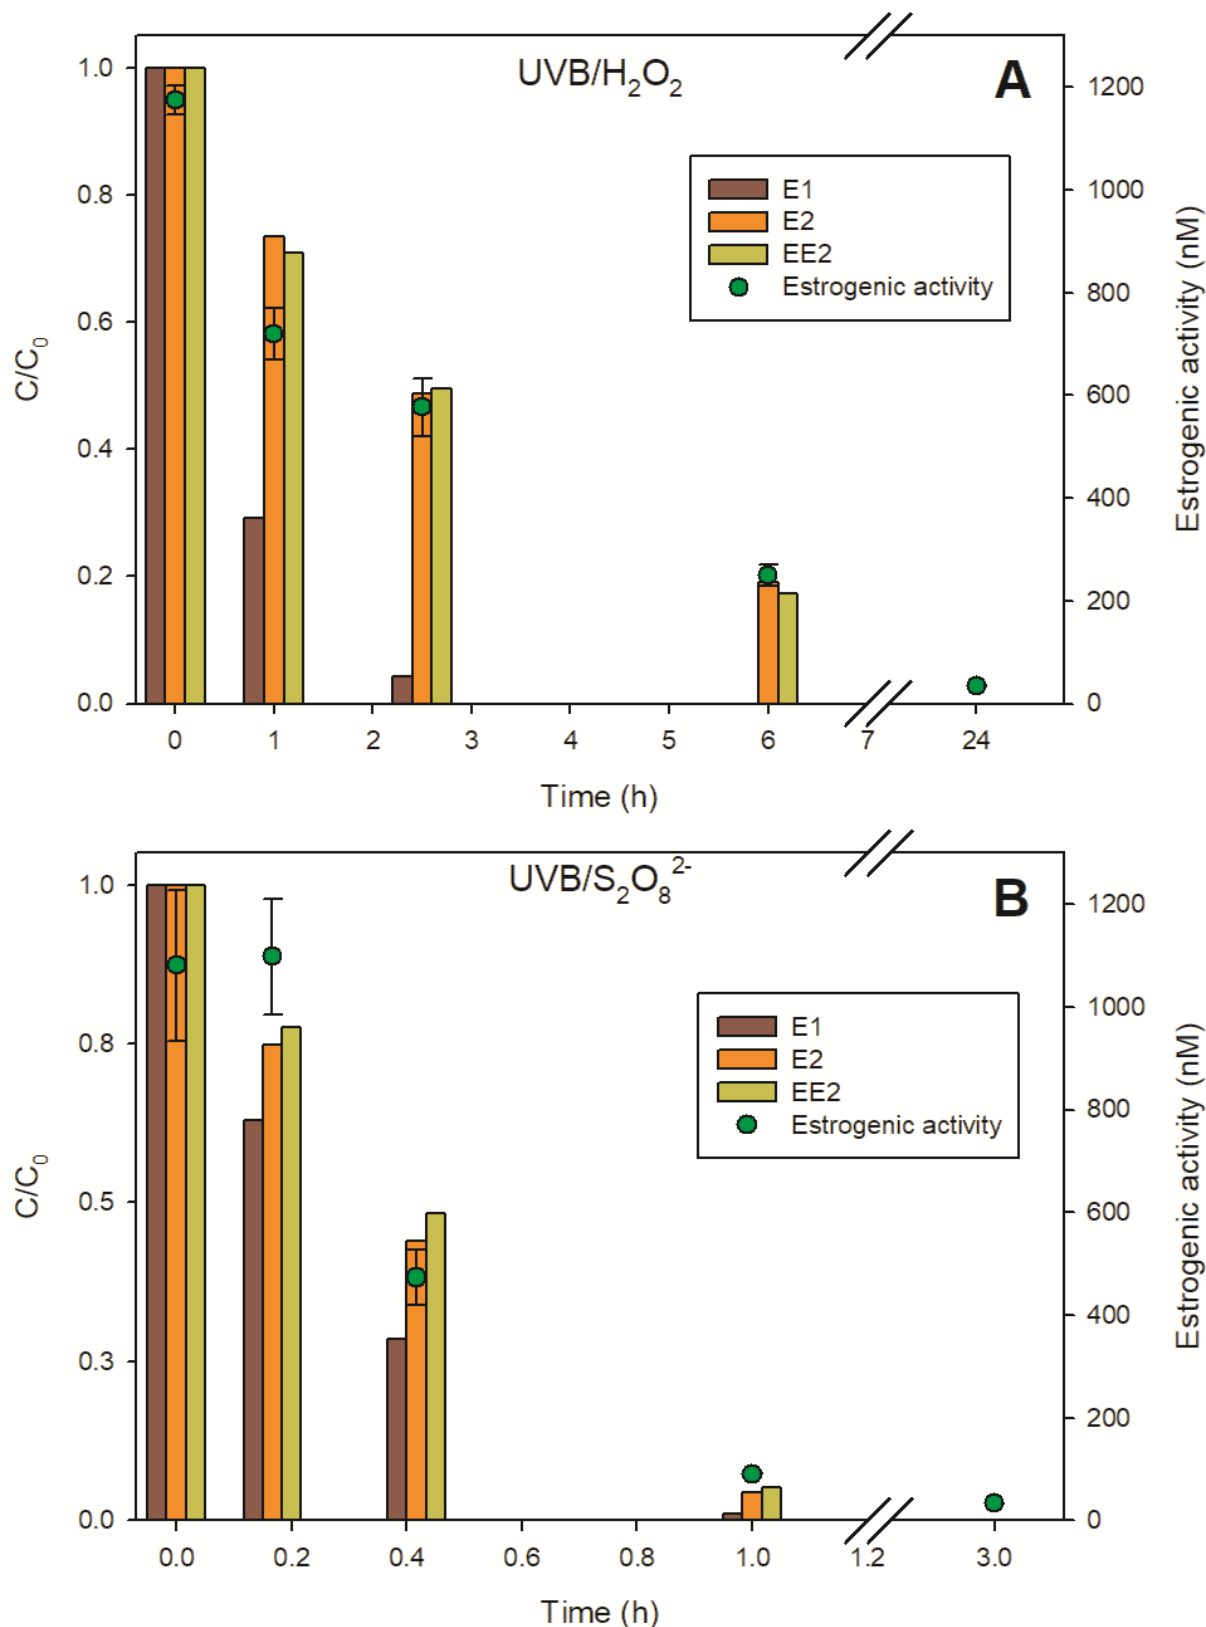 UVB/H₂O₂
A
1.0
0.8
0.6
0.4
0.2
0.0
C/C₀
E1
E2
EE2
Estrogenic activity
1200
1000
800
600
400
200
0
Estrogenic activity (nM)
0 1 2 3 4 5 6 7 24
Time (h)
UVB/S₂O₈²⁻
B
1.0
0.8
0.5
0.3
0.0
C/C₀
E1
E2
EE2
Estrogenic activity
1200
1000
800
600
400
200
0
Estrogenic activity (nM)
0.0 0.2 0.4 0.6 0.8 1.0 1.2 3.0
Time (h)